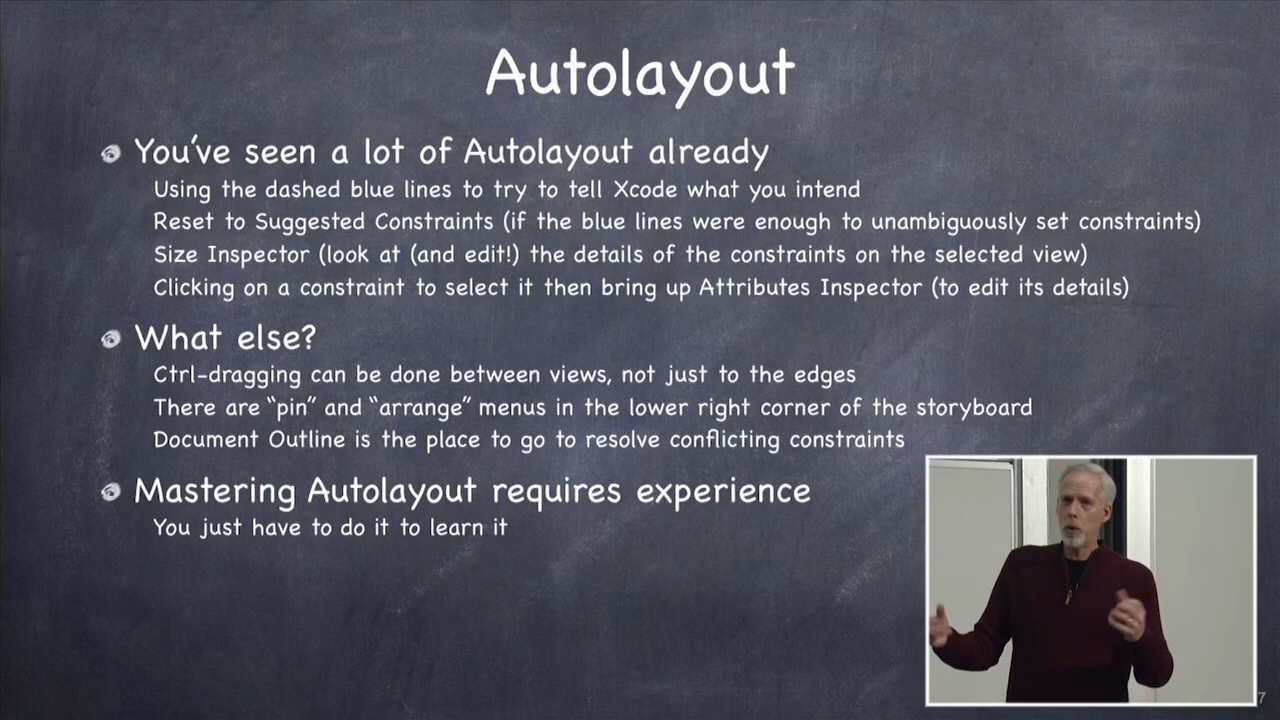 Autolayout
You've seen a lot of Autolayout already
Using the dashed blue lines to try to tell Xcode what you intend
Reset to Suggested Constraints (if the blue lines were enough to unambiguously set constraints)
Size Inspector (look at (and edit!) the details of the constraints on the selected view)
Clicking on a constraint to select it then bring up Attributes Inspector (to edit its details)
What else?
Ctrl-dragging can be done between views, not just to the edges
There are “pin” and “arrange” menus in the lower right corner of the storyboard
Document Outline is the place to go to resolve conflicting constraints
Mastering Autolayout requires experience
You just have to do it to learn it